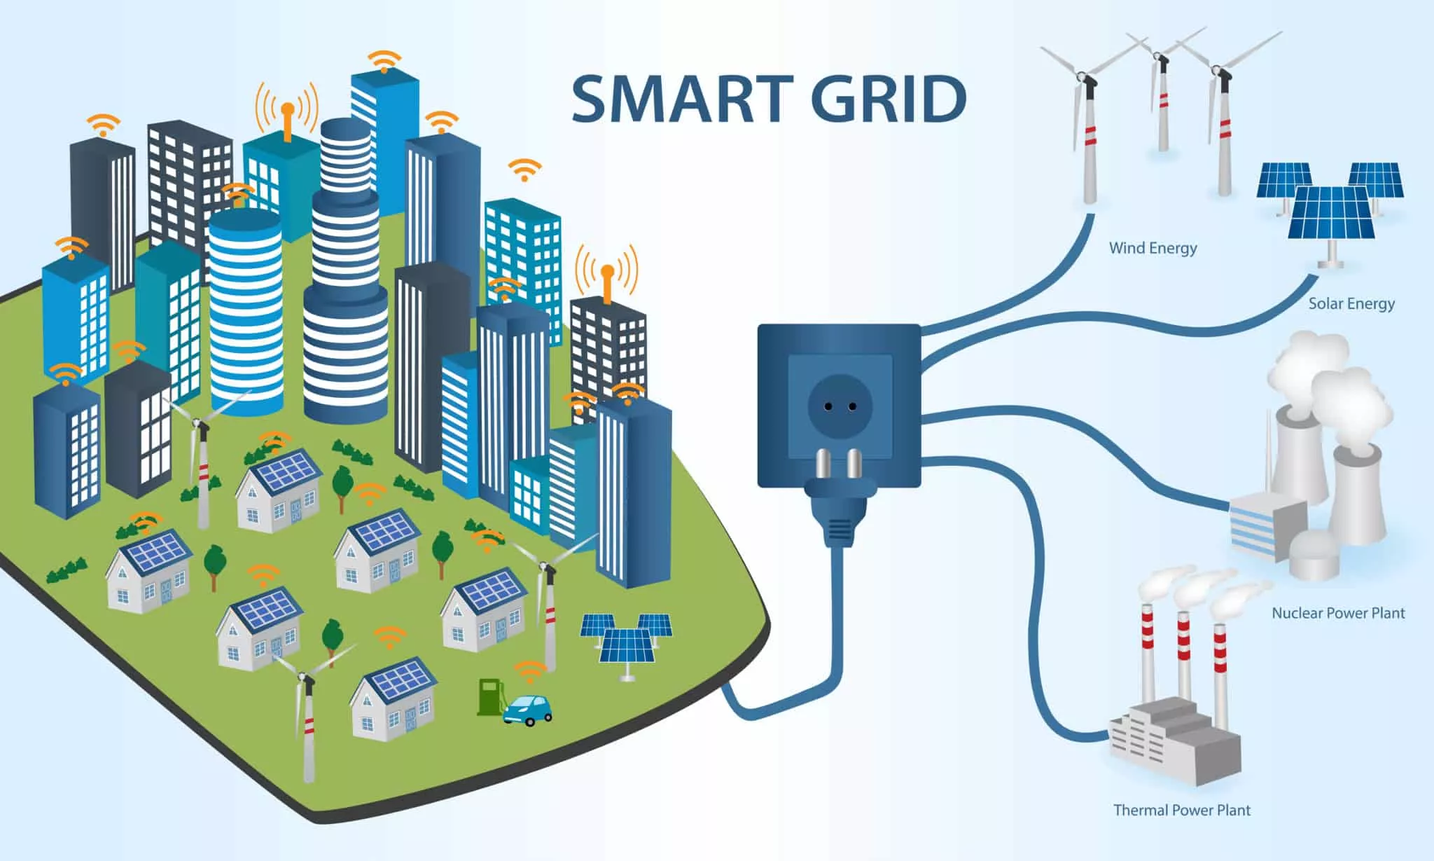 SMART GRID
Wind Energy
Solar Energy
Nuclear Power Plant
Thermal Power Plant